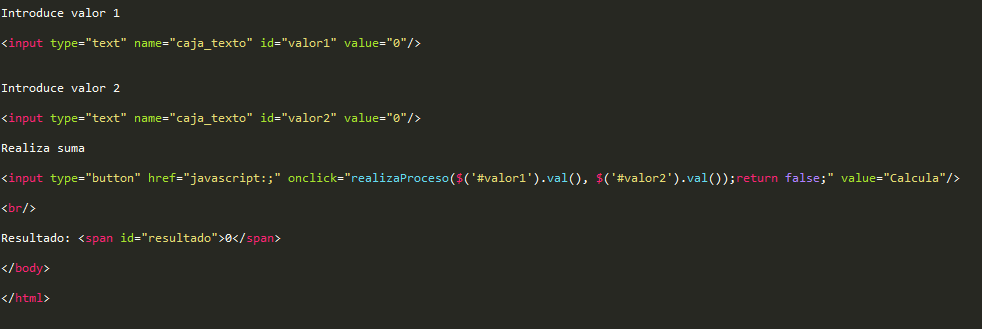 Introduce valor 1
<input type="text" name="caja_texto" id="valor1" value="0"/>
Introduce valor 2
<input type="text" name="caja_texto" id="valor2" value="0"/>
Realiza suma
<input type="button" href="javascript:;" onclick="realizaProceso($('#valor1').val(), $('#valor2').val());return false;" value="Calcula"/>
<br/>
Resultado: <span id="resultado">0</span>
</body>
</html>